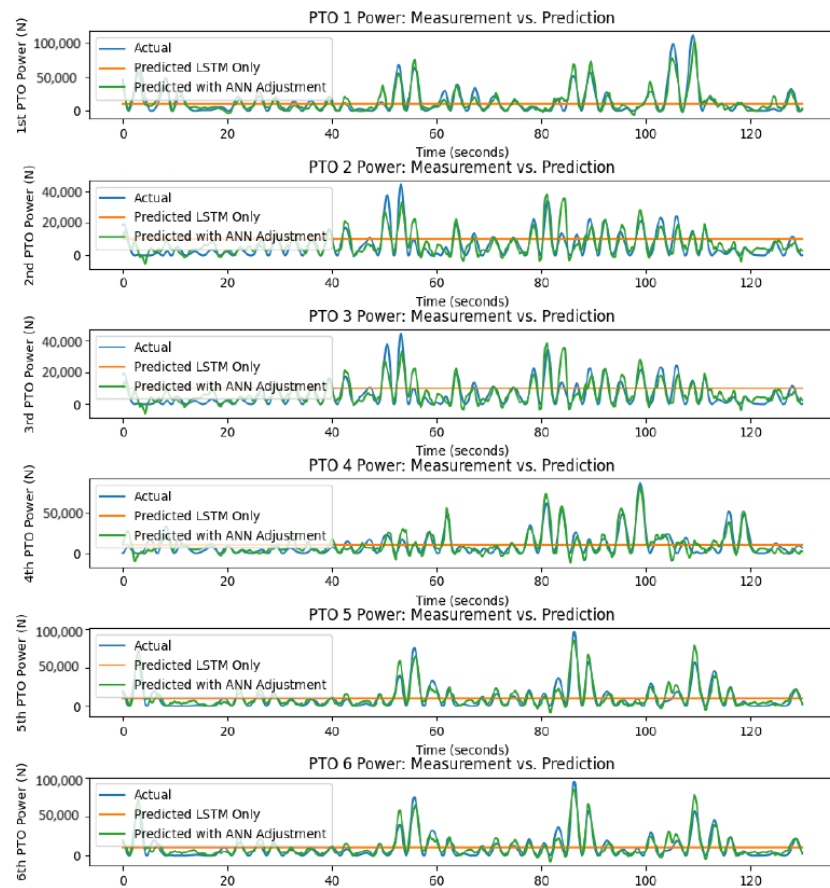 PTO 1 Power: Measurement vs. Prediction
1st PTO Power (N)
100,000
50,000
0
Actual
Predicted LSTM Only
Predicted with ANN Adjustment
0 20 40 60 80 100 120
Time (seconds)
PTO 2 Power: Measurement vs. Prediction
2nd PTO Power (N)
40,000
20,000
0
Actual
Predicted LSTM Only
Predicted with ANN Adjustment
0 20 40 60 80 100 120
Time (seconds)
PTO 3 Power: Measurement vs. Prediction
3rd PTO Power (N)
40,000
20,000
0
Actual
Predicted LSTM Only
Predicted with ANN Adjustment
0 20 40 60 80 100 120
Time (seconds)
PTO 4 Power: Measurement vs. Prediction
4th PTO Power (N)
50,000
0
Actual
Predicted LSTM Only
Predicted with ANN Adjustment
0 20 40 60 80 100 120
Time (seconds)
PTO 5 Power: Measurement vs. Prediction
5th PTO Power (N)
100,000
50,000
0
Actual
Predicted LSTM Only
Predicted with ANN Adjustment
0 20 40 60 80 100 120
Time (seconds)
PTO 6 Power: Measurement vs. Prediction
6th PTO Power (N)
100,000
50,000
0
Actual
Predicted LSTM Only
Predicted with ANN Adjustment
0 20 40 60 80 100 120
Time (seconds)